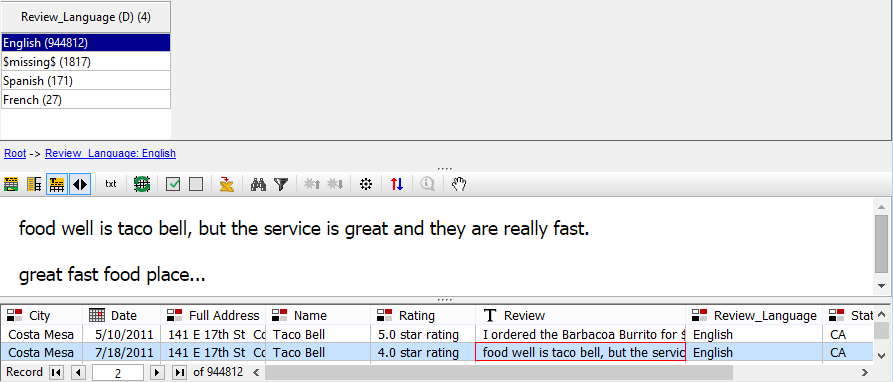 Review_Language (D) (4)
English (944812)
$missing$ (1817)
Spanish (171)
French (27)
Root -> Review_Language: English
txt
food well is taco bell, but the service is great and they are really fast.
great fast food place...
City Date Full Address Name Rating Review Review_Language Stat
Costa Mesa 5/10/2011 141 E 17th St Co Taco Bell 5.0 star rating I ordered the Barbacoa Burrito for $ English CA
Costa Mesa 7/18/2011 141 E 17th St Co Taco Bell 4.0 star rating food well is taco bell, but the servic English CA
Record 2 of 944812